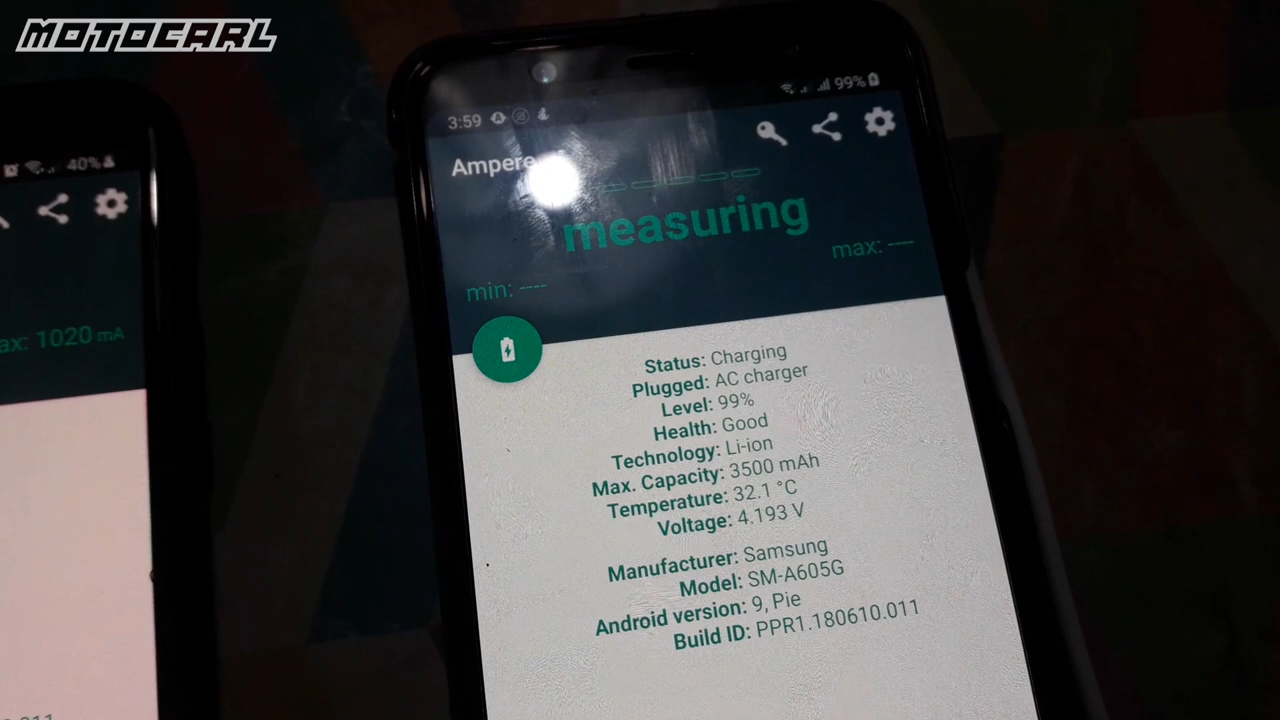 MOTOCARL
40%
ax: 1020 mA
3:59
99%
Ampere
measuring
min: ----
max: ----
Status: Charging
Plugged: AC charger
Level: 99%
Health: Good
Technology: Li-ion
Max. Capacity: 3500 mAh
Temperature: 32.1 °C
Voltage: 4.193 V
Manufacturer: Samsung
Model: SM-A605G
Android version: 9, Pie
Build ID: PPR1.180610.011